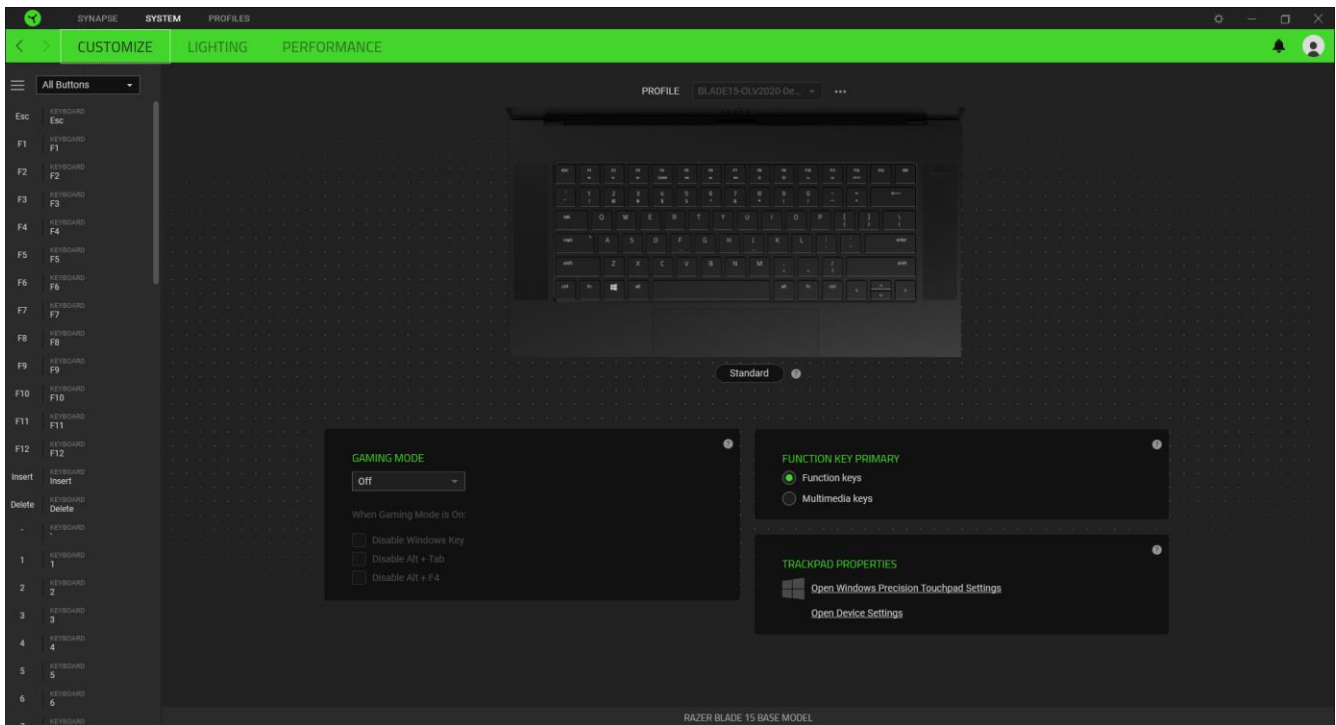 SYNAPSE SYSTEM PROFILES
CUSTOMIZE LIGHTING PERFORMANCE
All Buttons
PROFILE BLADE15-OLV2020-De...
Esc KEYBOARD
Esc
F1 KEYBOARD
F1
F2 KEYBOARD
F2
F3 KEYBOARD
F3
F4 KEYBOARD
F4
F5 KEYBOARD
F5
F6 KEYBOARD
F6
F7 KEYBOARD
F7
F8 KEYBOARD
F8
F9 KEYBOARD
F9
F10 KEYBOARD
F10
F11 KEYBOARD
F11
F12 KEYBOARD
F12
Insert KEYBOARD
Insert
Delete KEYBOARD
Delete
` KEYBOARD
`
1 KEYBOARD
1
2 KEYBOARD
2
3 KEYBOARD
3
4 KEYBOARD
4
5 KEYBOARD
5
6 KEYBOARD
6
KEYBOARD
Q W E R T Y U I O P
A S D F G H J K L
Z X C V B N M
Standard
GAMING MODE
Off
When Gaming Mode is On:
Disable Windows Key
Disable Alt + Tab
Disable Alt + F4
FUNCTION KEY PRIMARY
Function keys
Multimedia keys
TRACKPAD PROPERTIES
Open Windows Precision Touchpad Settings
Open Device Settings
RAZER BLADE 15 BASE MODEL